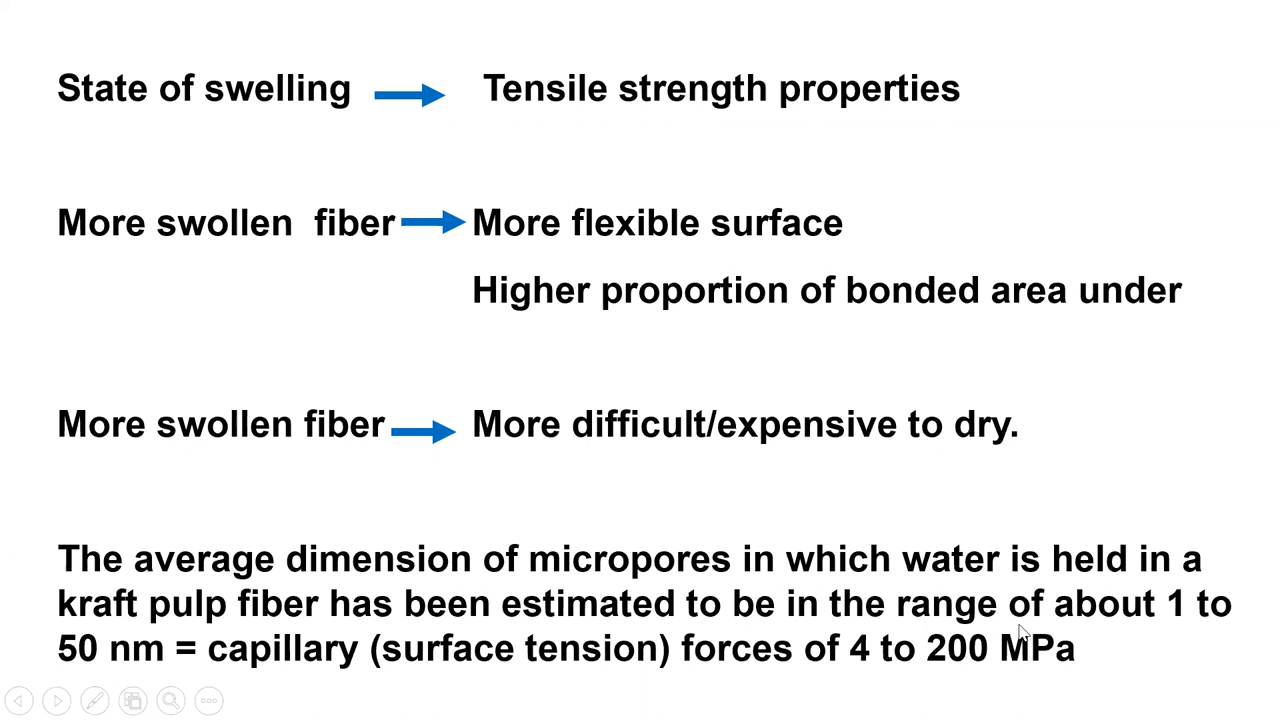 State of swelling Tensile strength properties
More swollen fiber More flexible surface
Higher proportion of bonded area under
More swollen fiber More difficult/expensive to dry.
The average dimension of micropores in which water is held in a
kraft pulp fiber has been estimated to be in the range of about 1 to
50 nm = capillary (surface tension) forces of 4 to 200 MPa